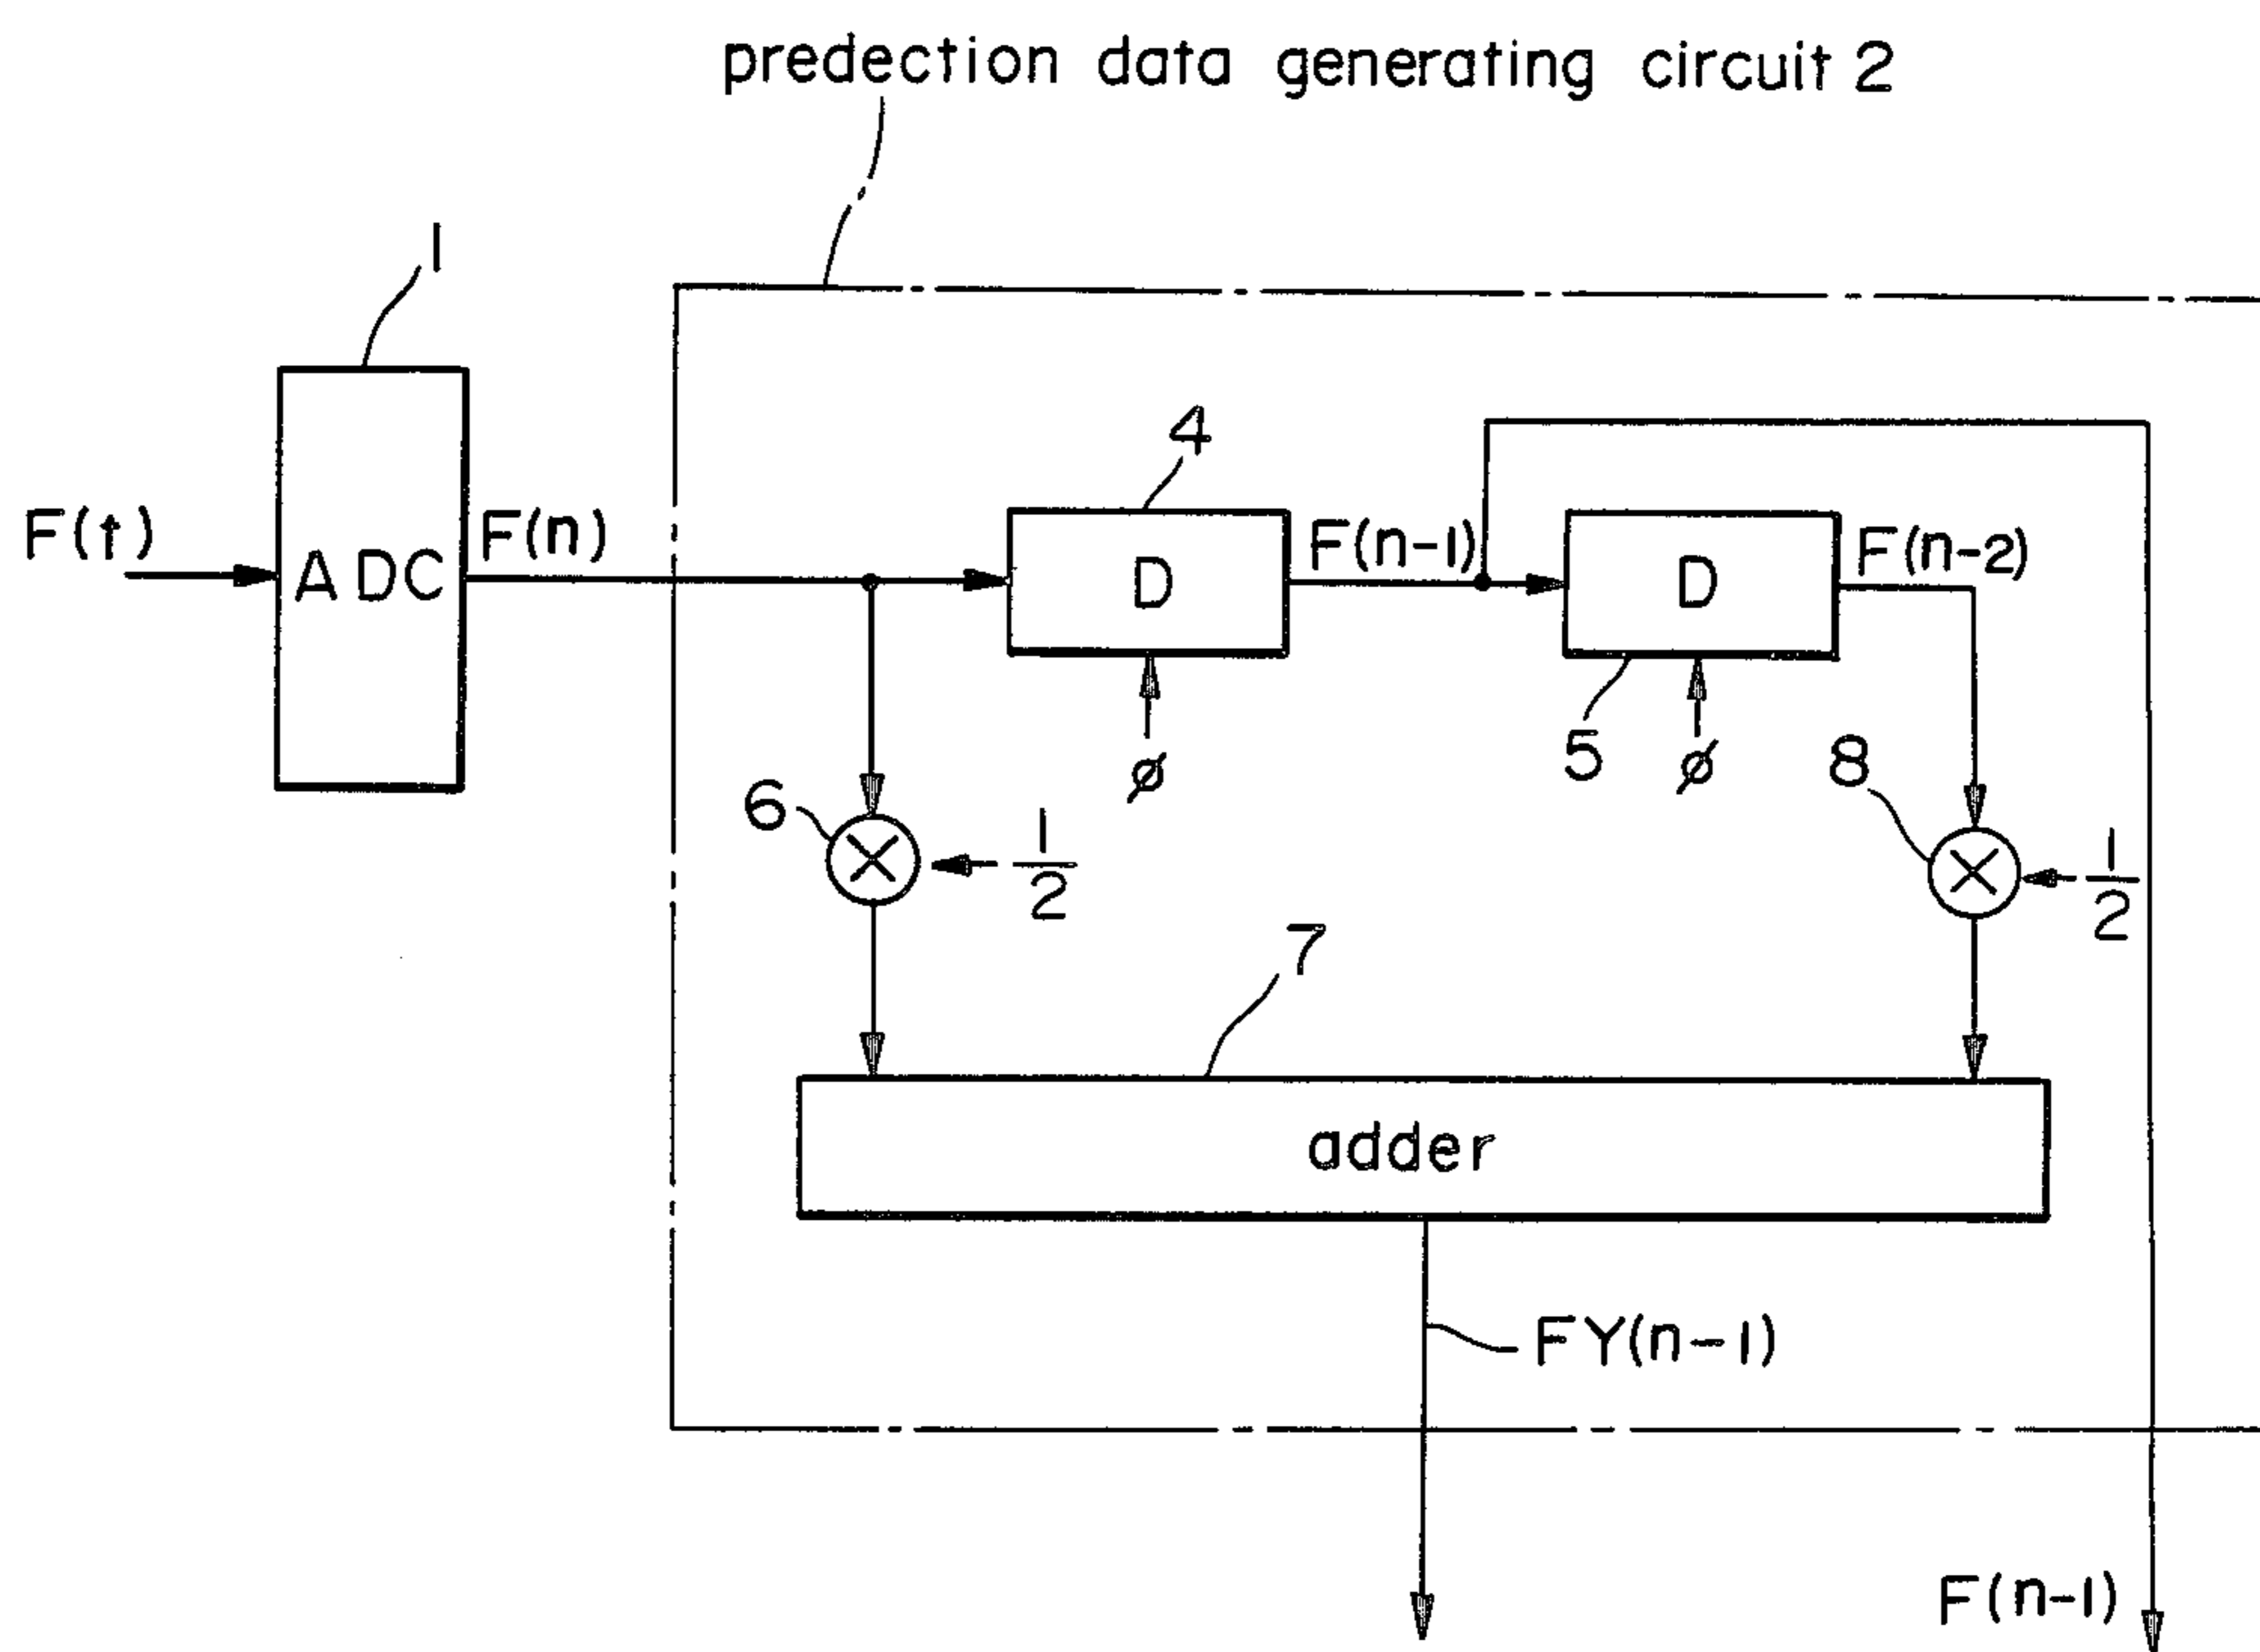 predection data generating circuit 2
1
4
F(t)
ADC
F(n)
D
F(n-1)
D
F(n-2)
ø
5
ø
8
6
1/2
1/2
7
adder
FY(n-1)
F(n-1)